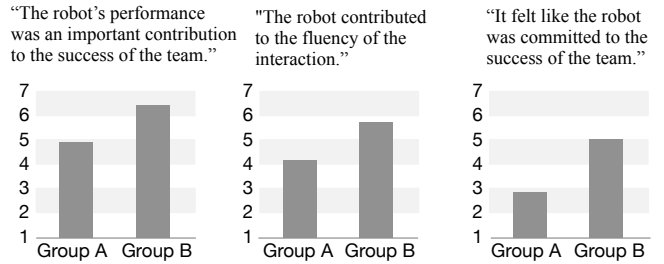 “The robot’s performance
was an important contribution
to the success of the team.”
7
6
5
4
3
2
1
Group A Group B
"The robot contributed
to the fluency of the
interaction.”
7
6
5
4
3
2
1
Group A Group B
“It felt like the robot
was committed to the
success of the team.”
7
6
5
4
3
2
1
Group A Group B